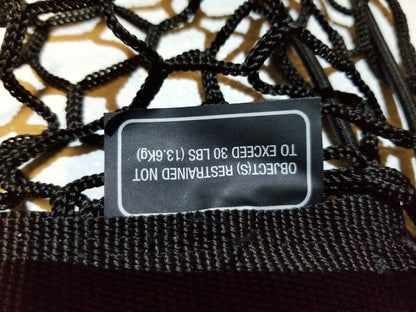 OBJECT(S) RESTRAINED NOT
TO EXCEED 30 LBS (13.6Kg)